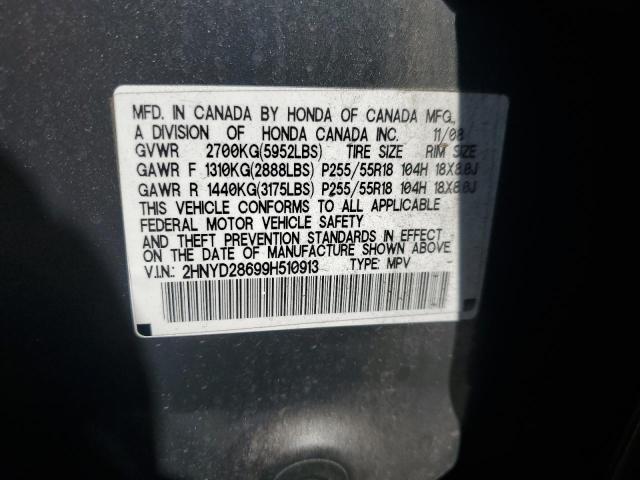 MFD. IN CANADA BY HONDA OF CANADA MFG.,
A DIVISION OF HONDA CANADA INC. 11/08
GVWR 2700KG(5952LBS) TIRE SIZE RIM SIZE
GAWR F 1310KG(2888LBS) P255/55R18 104H 18X8.0J
GAWR R 1440KG(3175LBS) P255/55R18 104H 18X8.0J
THIS VEHICLE CONFORMS TO ALL APPLICABLE
FEDERAL MOTOR VEHICLE SAFETY
AND THEFT PREVENTION STANDARDS IN EFFECT
ON THE DATE OF MANUFACTURE SHOWN ABOVE
V.I.N.: 2HNYD28699H510913 TYPE: MPV